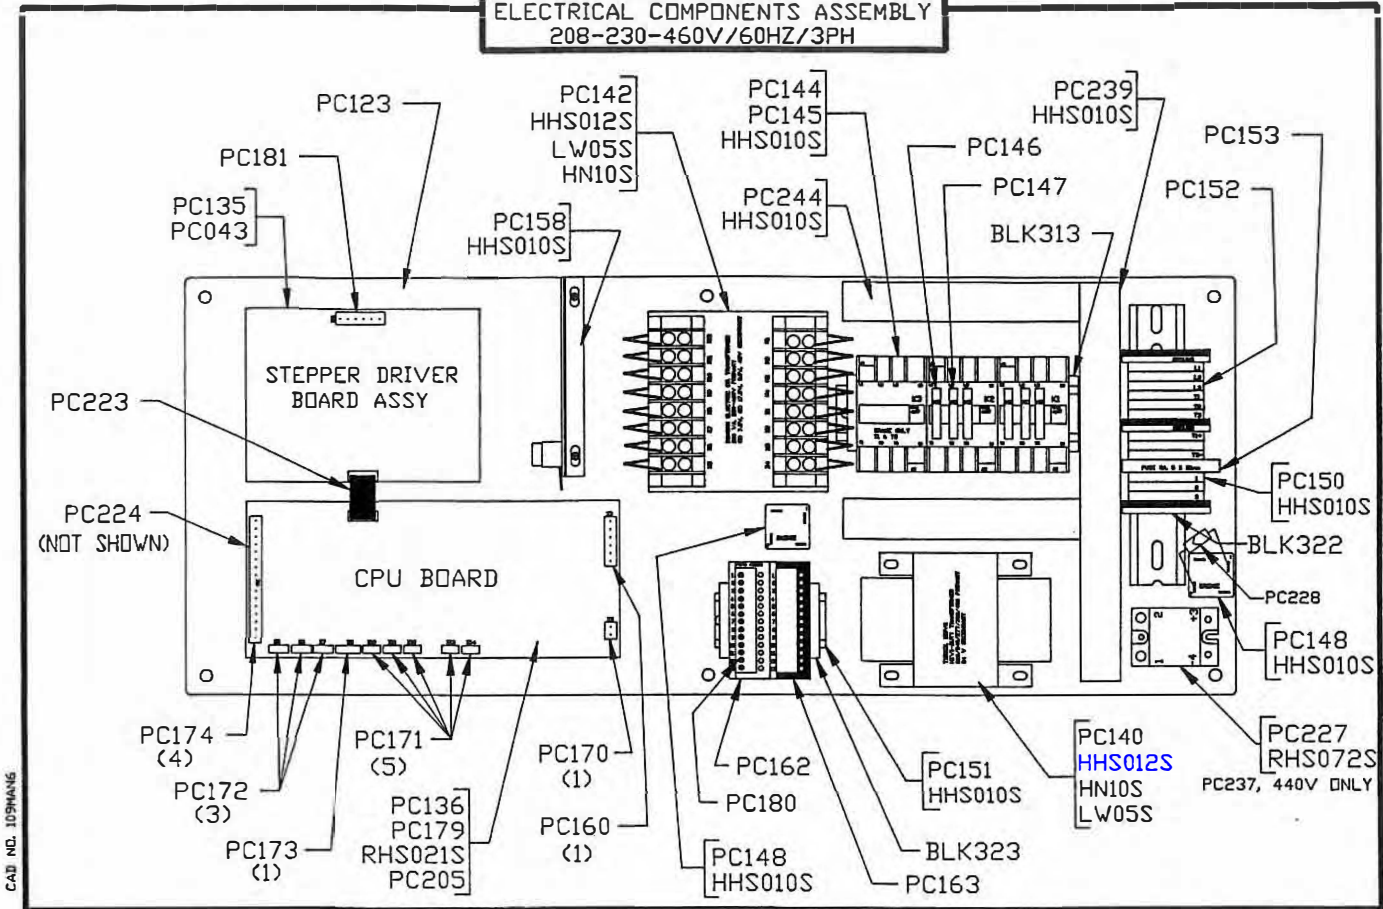 ELECTRICAL COMPONENTS ASSEMBLY
208-230-460V/60HZ/3PH
PC123
PC181
PC135
PC043
PC158
HHS010S
PC142
HHS012S
LW05S
HN10S
PC144
PC145
HHS010S
PC244
HHS010S
PC146
PC147
BLK313
PC239
HHS010S
PC153
PC152
STEPPER DRIVER
BOARD ASSY
PC223
PC224
(NOT SHOWN)
CPU BOARD
PC150
HHS010S
BLK322
PC228
PC148
HHS010S
2
+3
1
-4
PC174
(4)
PC172
(3)
PC173
(1)
PC171
(5)
PC136
PC179
RHS021S
PC205
PC170
(1)
PC160
(1)
PC162
PC180
PC148
HHS010S
PC151
HHS010S
BLK323
PC163
PC140
HHS012S
HN10S
LW05S
PC227
RHS072S
PC237, 440V ONLY
CAD NO. 109MAN6